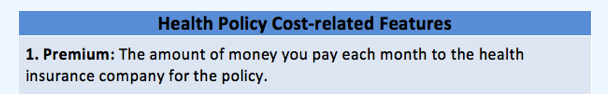 Health Policy Cost-related Features
1. Premium: The amount of money you pay each month to the health
insurance company for the policy.